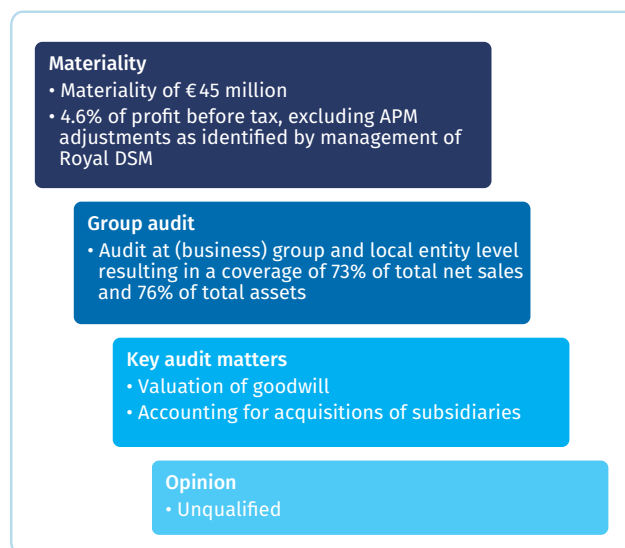 Materiality
• Materiality of €45 million
• 4.6% of profit before tax, excluding APM
adjustments as identified by management of
Royal DSM
Group audit
• Audit at (business) group and local entity level
resulting in a coverage of 73% of total net sales
and 76% of total assets
Key audit matters
• Valuation of goodwill
• Accounting for acquisitions of subsidiaries
Opinion
• Unqualified